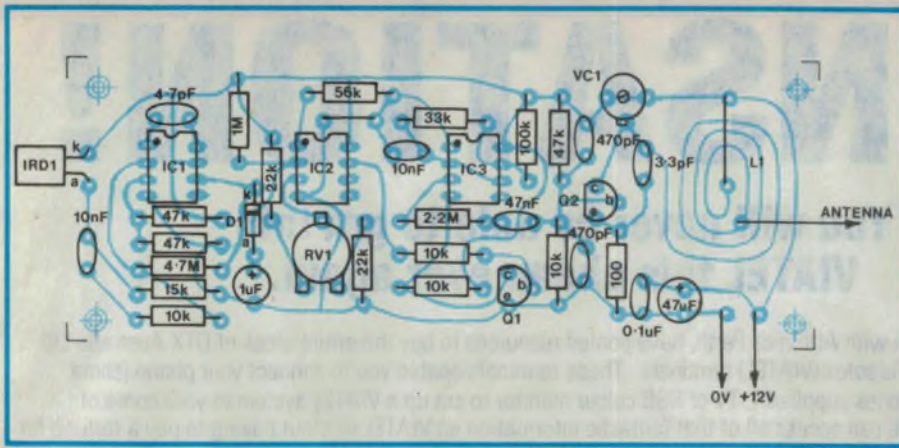 VC1
4·7pF
56k
k
1M
33k
100k
47k
470pF
3·3pF
IRD1
IC1
22k
IC2
10nF
IC3
L1
a
k
47nF
Q2
c
b
e
ANTENNA
10nF
47k
D1
2·2M
470pF
47k
a
RV1
22k
10k
4·7M
10k
100
15k
1uF
+
10k
c
b
e
10k
Q1
0·1uF
47uF
+
10k
0V
+12V